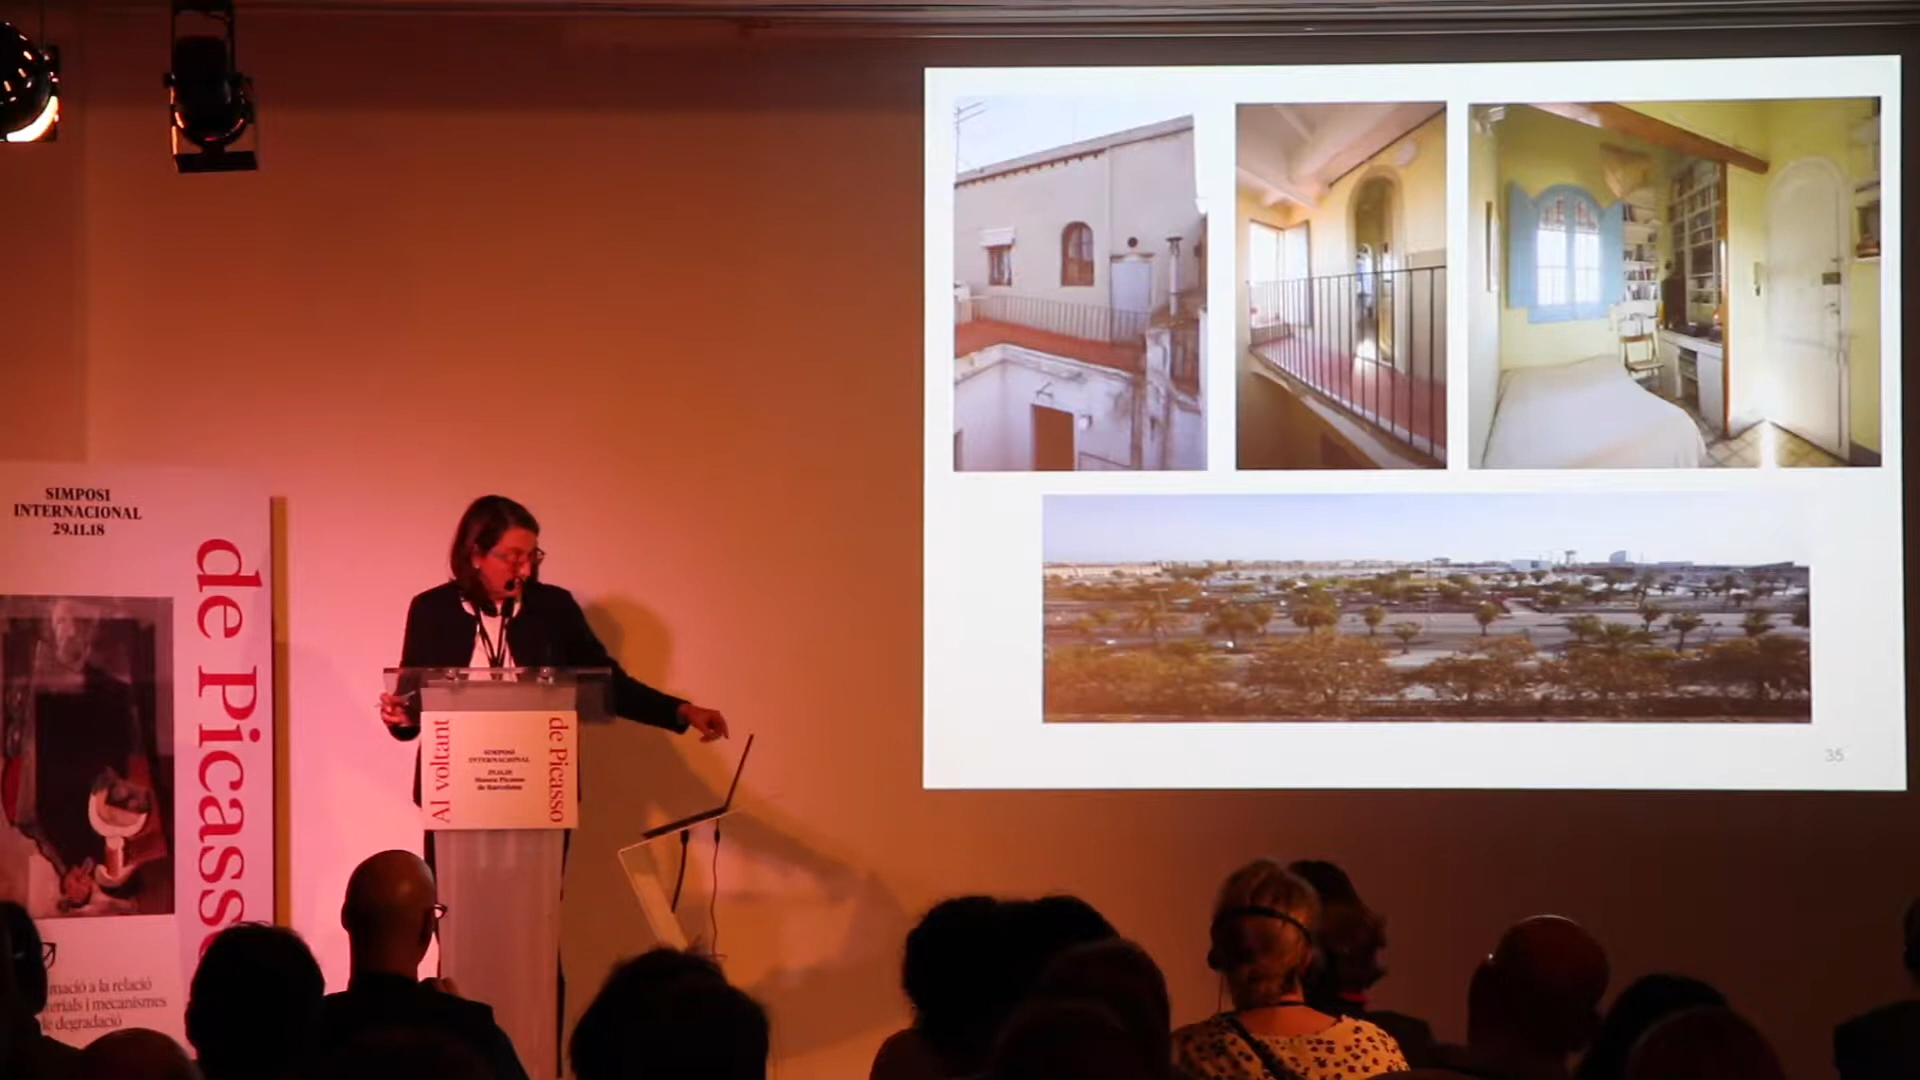 SIMPOSI
INTERNACIONAL
29.11.18
de Picasso
mació a la relació
erials i mecanismes
de degradació
Al voltant
SIMPOSI
INTERNACIONAL
29.11.18
Museu Picasso
de Barcelona
de Picasso
35